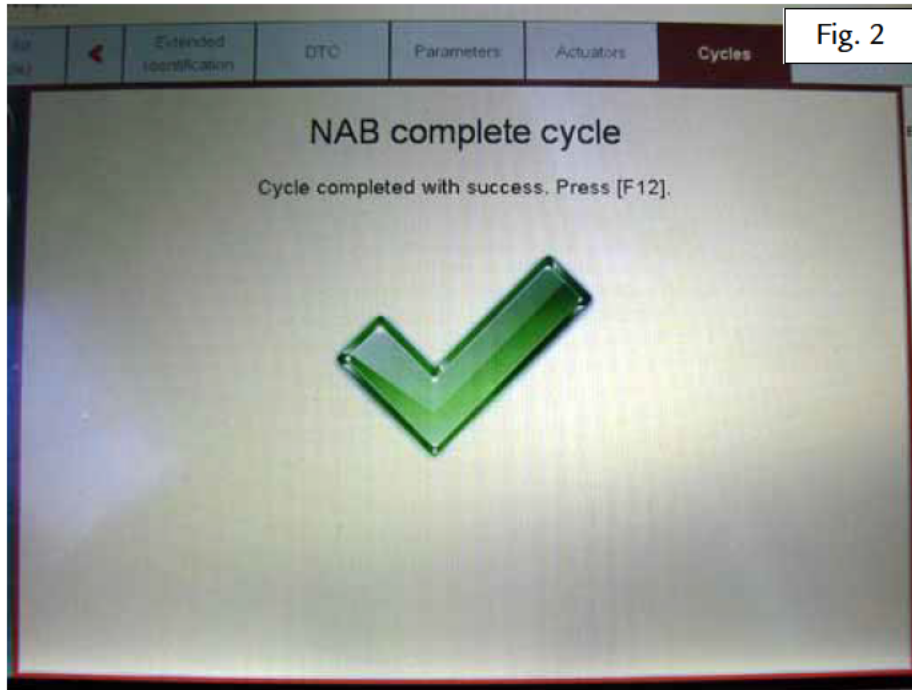 Fig. 2
Extended
Identification
DTC
Parameters
Actuators
Cycles
NAB complete cycle
Cycle completed with success. Press [F12].